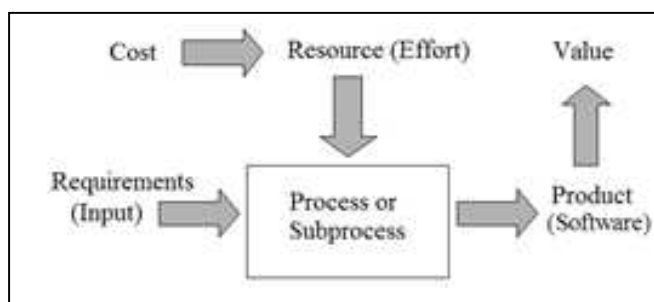 Cost
Resource (Effort)
Value
Requirements
(Input)
Process or
Subprocess
Product
(Software)